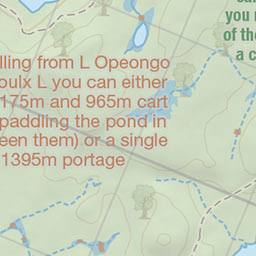 you
of the
a c
lling from L Opeongo
oulx L you can either
175m and 965m cart
paddling the pond in
een them) or a single
1395m portage